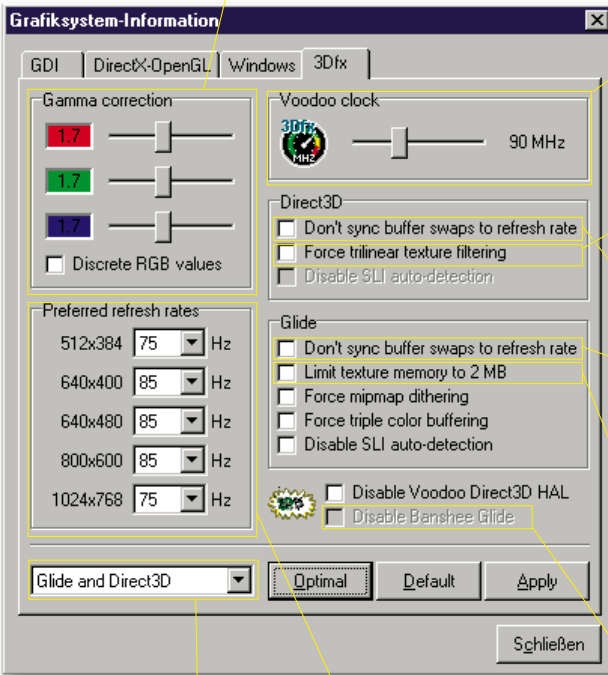 Grafiksystem-Information
GDI DirectX-OpenGL Windows 3Dfx
Gamma correction
1.7
1.7
1.7
Discrete RGB values
Preferred refresh rates
512x384 75 Hz
640x400 85 Hz
640x480 85 Hz
800x600 85 Hz
1024x768 75 Hz
Glide and Direct3D
Voodoo clock
3Dfx
MHZ
90 MHz
Direct3D
Don't sync buffer swaps to refresh rate
Force trilinear texture filtering
Disable SLI auto-detection
Glide
Don't sync buffer swaps to refresh rate
Limit texture memory to 2 MB
Force mipmap dithering
Force triple color buffering
Disable SLI auto-detection
Disable Voodoo Direct3D HAL
Disable Banshee Glide
Optimal Default Apply
Schließen